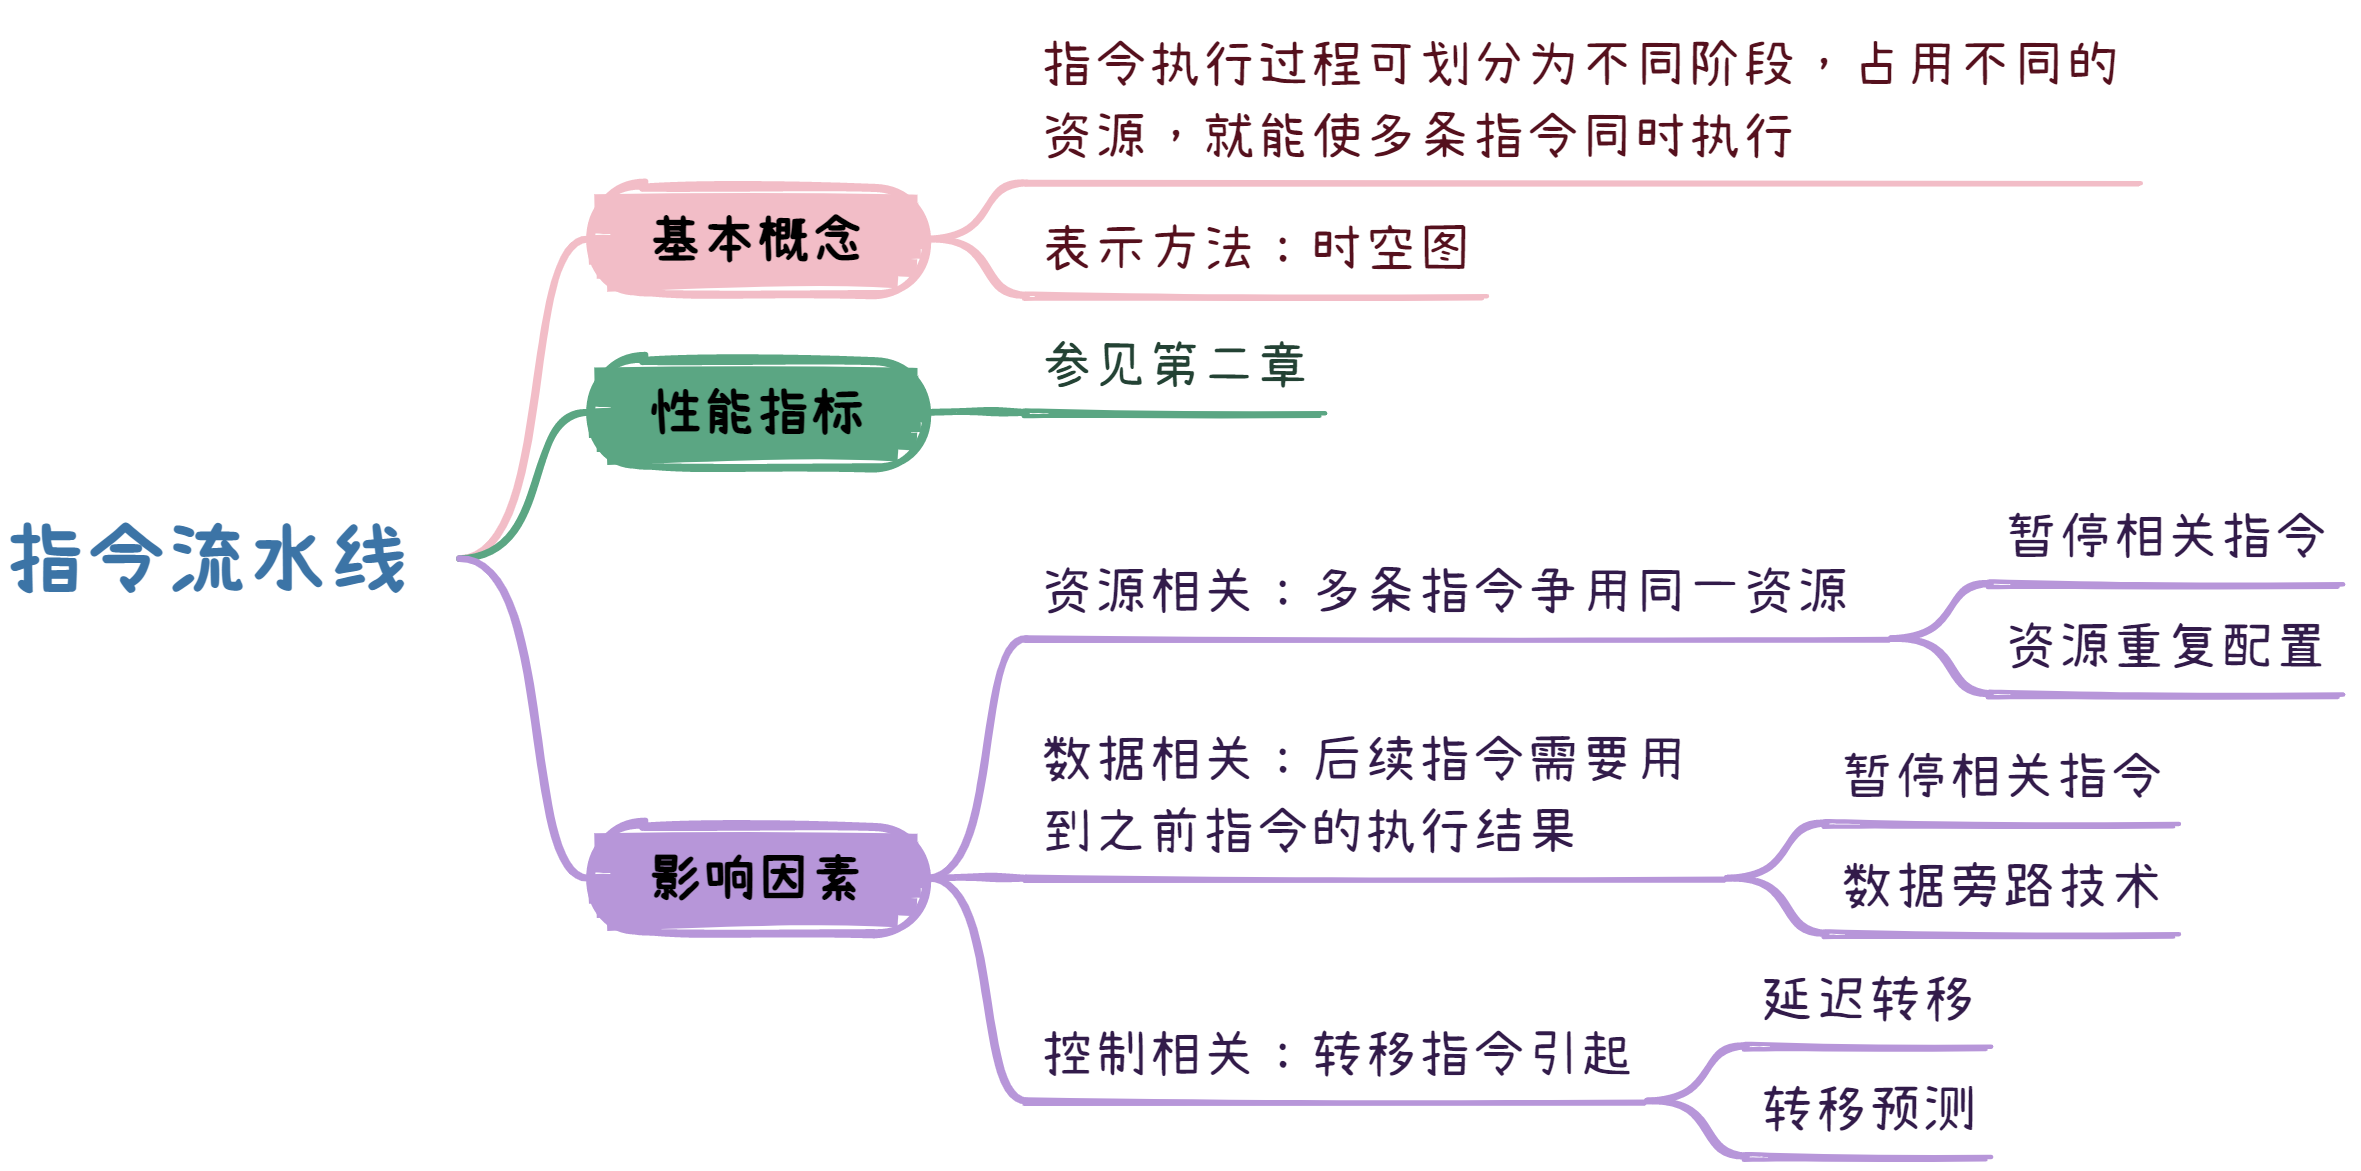 指令流水线
基本概念
指令执行过程可划分为不同阶段，占用不同的
资源，就能使多条指令同时执行
表示方法：时空图
性能指标
参见第二章
影响因素
资源相关：多条指令争用同一资源
暂停相关指令
资源重复配置
数据相关：后续指令需要用
到之前指令的执行结果
暂停相关指令
数据旁路技术
控制相关：转移指令引起
延迟转移
转移预测